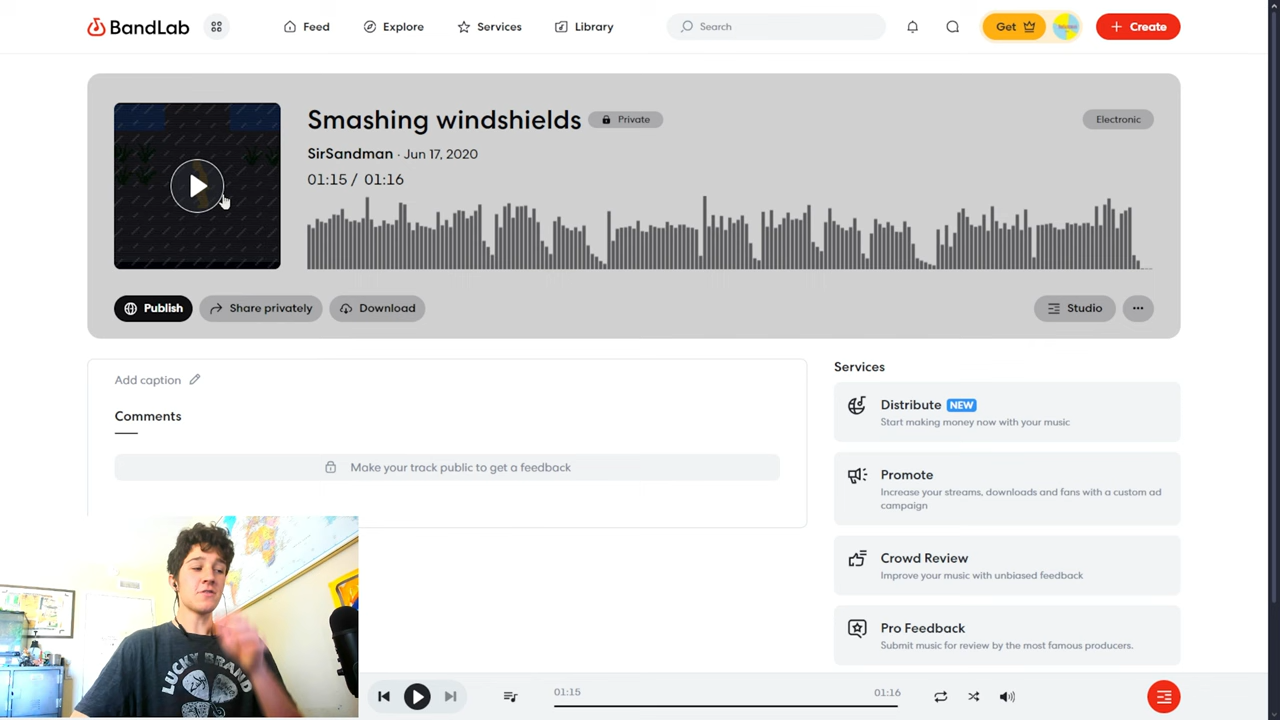 BandLab
Feed
Explore
Services
Library
Search
Get
Create
Smashing windshields
Private
Electronic
SirSandman · Jun 17, 2020
01:15 / 01:16
Publish
Share privately
Download
Studio
Add caption
Comments
Make your track public to get a feedback
Services
Distribute NEW
Start making money now with your music
Promote
Increase your streams, downloads and fans with a custom ad
campaign
Crowd Review
Improve your music with unbiased feedback
Pro Feedback
Submit music for review by the most famous producers.
LUCKY BRAND
01:15
01:16